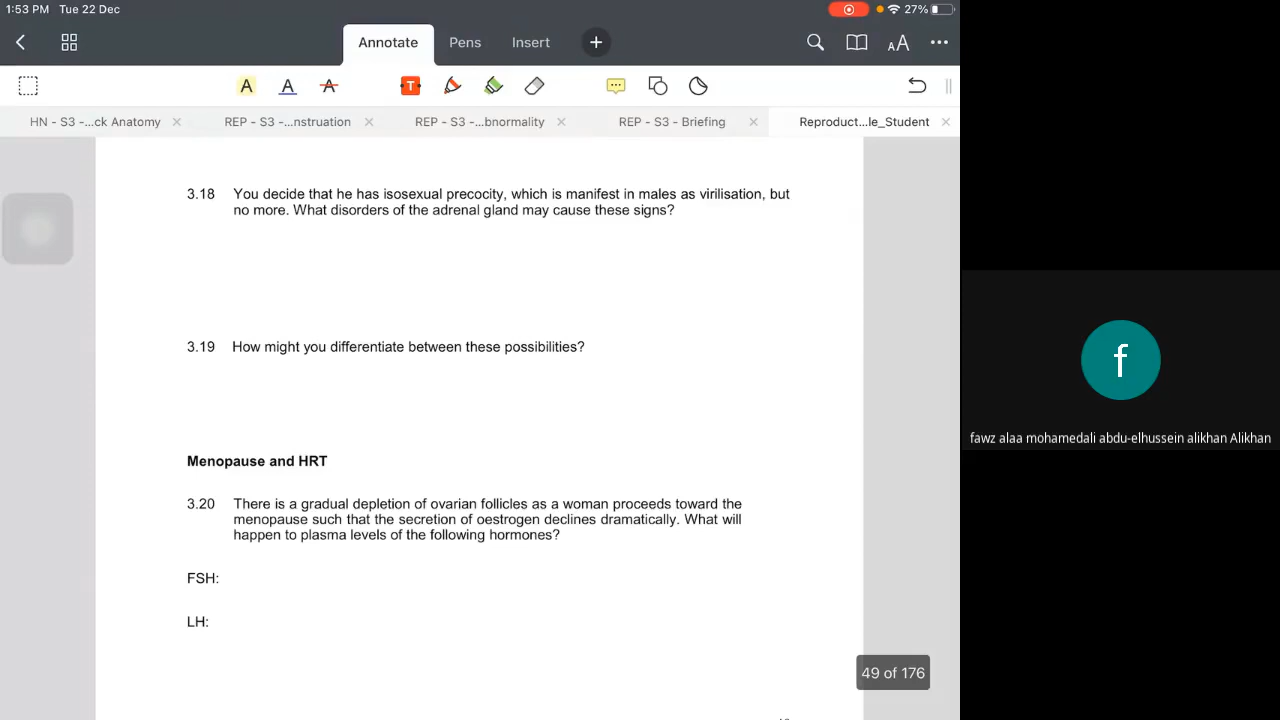 1:53 PM Tue 22 Dec
27%
Annotate
Pens
Insert
AA
A
A
A
T
HN - S3 -...ck Anatomy
REP - S3 -...nstruation
REP - S3 -...bnormality
REP - S3 - Briefing
Reproduct...le_Student
3.18 You decide that he has isosexual precocity, which is manifest in males as virilisation, but
no more. What disorders of the adrenal gland may cause these signs?
3.19 How might you differentiate between these possibilities?
Menopause and HRT
3.20 There is a gradual depletion of ovarian follicles as a woman proceeds toward the
menopause such that the secretion of oestrogen declines dramatically. What will
happen to plasma levels of the following hormones?
FSH:
LH:
49 of 176
f
fawz alaa mohamedali abdu-elhussein alikhan Alikhan